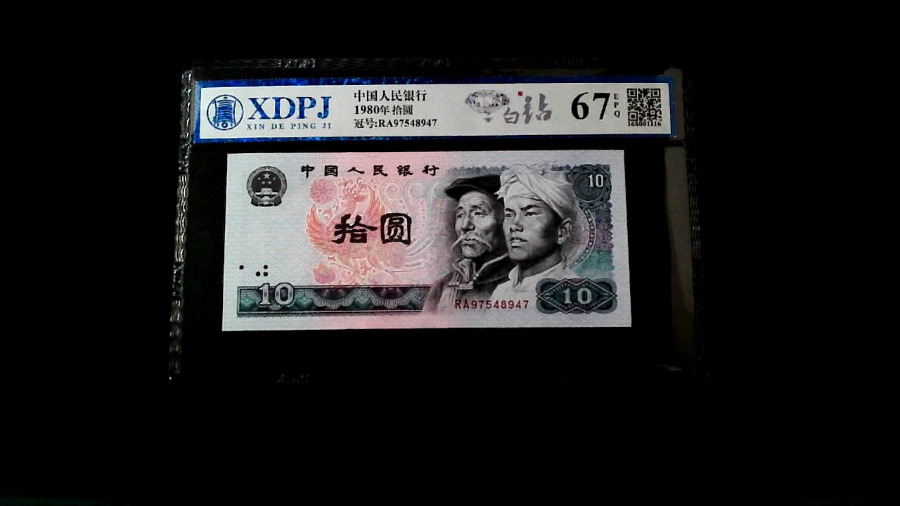 XDPJ
XIN DE PING JI
中国人民银行
1980年 拾圆
冠号:RA97548947
白钻
67
EPQ
中国人民银行
10
拾圆
10
RA97548947
10